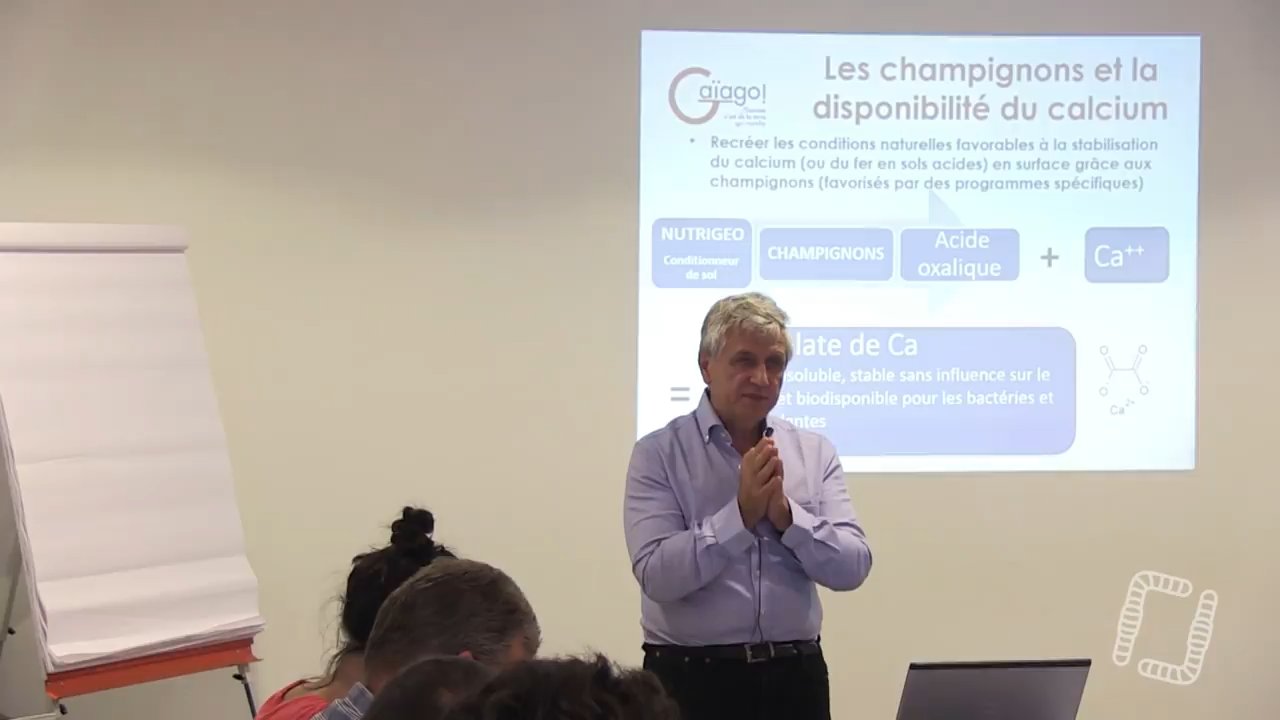 Gaïago!
Les champignons et la
disponibilité du calcium
• Recréer les conditions naturelles favorables à la stabilisation
du calcium (ou du fer en sols acides) en surface grâce aux
champignons (favorisés par des programmes spécifiques)
NUTRIGEO
Conditionneur
de sol
CHAMPIGNONS
Acide
oxalique
+
Ca++
=
late de Ca
soluble, stable sans influence sur le
et biodisponible pour les bactéries et
lantes
O O
O O-
Ca2+